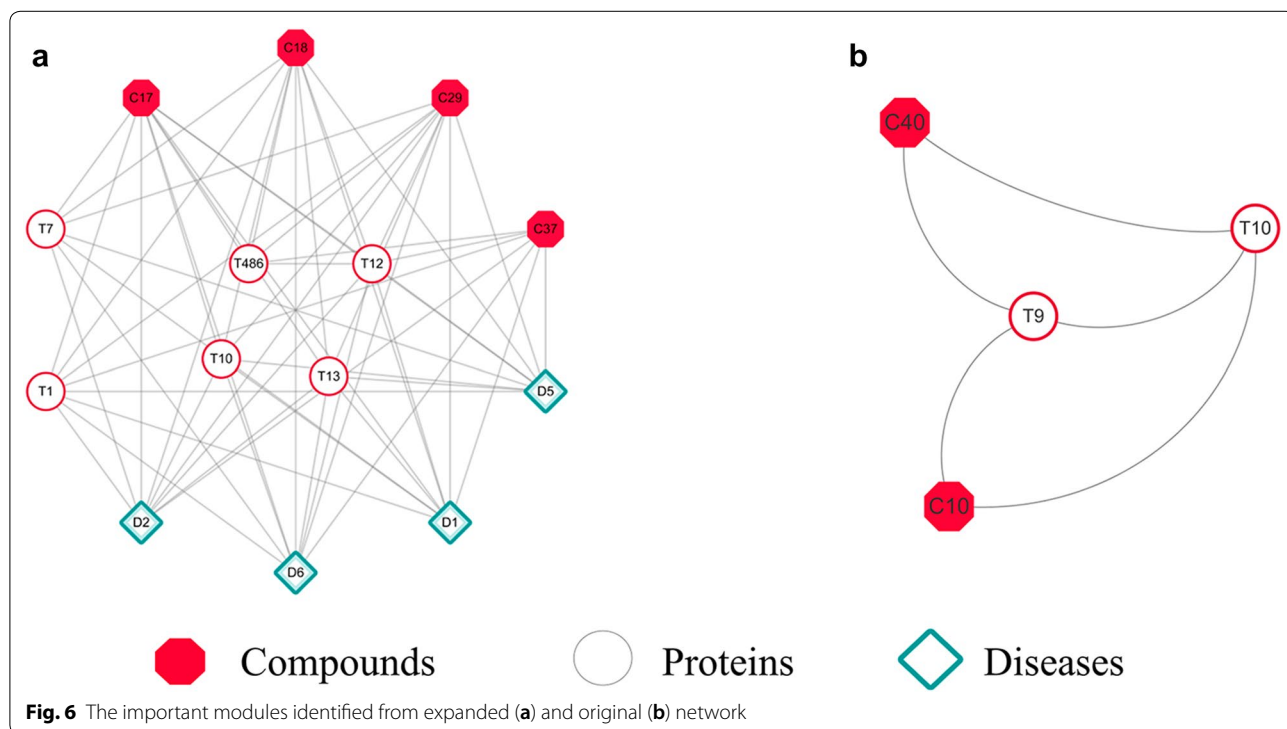 a
b
C18
C17
C29
C40
T7
C37
T10
T486
T12
T9
T10
T13
T1
D5
C10
D2
D1
D6
Compounds
Proteins
Diseases
Fig. 6 The important modules identified from expanded (a) and original (b) network